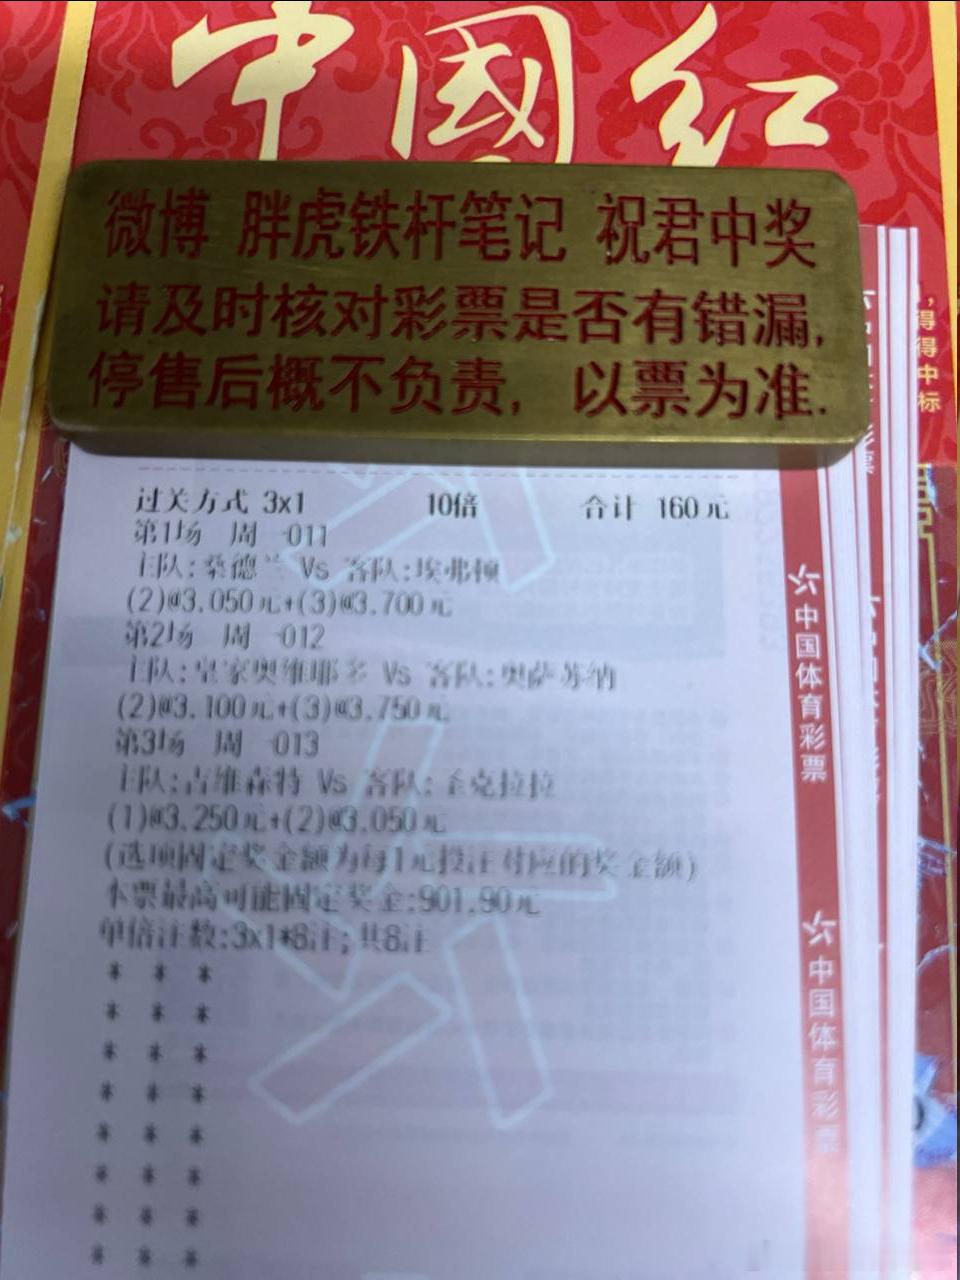 中國红
微博 胖虎铁杆笔记 祝君中奖
请及时核对彩票是否有错漏,
停售后概不负责, 以票为准.
过关方式 3x1 10倍 合计 160元
第1场 周一011
主队:桑德兰 Vs 客队:埃弗顿
(2)@3.050元+(3)@3.700元
第2场 周一012
主队:皇家奥维耶多 Vs 客队:奥萨苏纳
(2)@3.100元+(3)@3.750元
第3场 周一013
主队:吉维森特 Vs 客队:圣克拉拉
(1)@3.250元+(2)@3.050元
(选项固定奖金额为每1元投注对应的奖金额)
本票最高可能固定奖金:901.90元
单倍注数:3x1*8注; 共8注
* * *
* * *
* * *
* * *
* * *
* * *
* * *
* * *
中国体育彩票
中国体育彩票